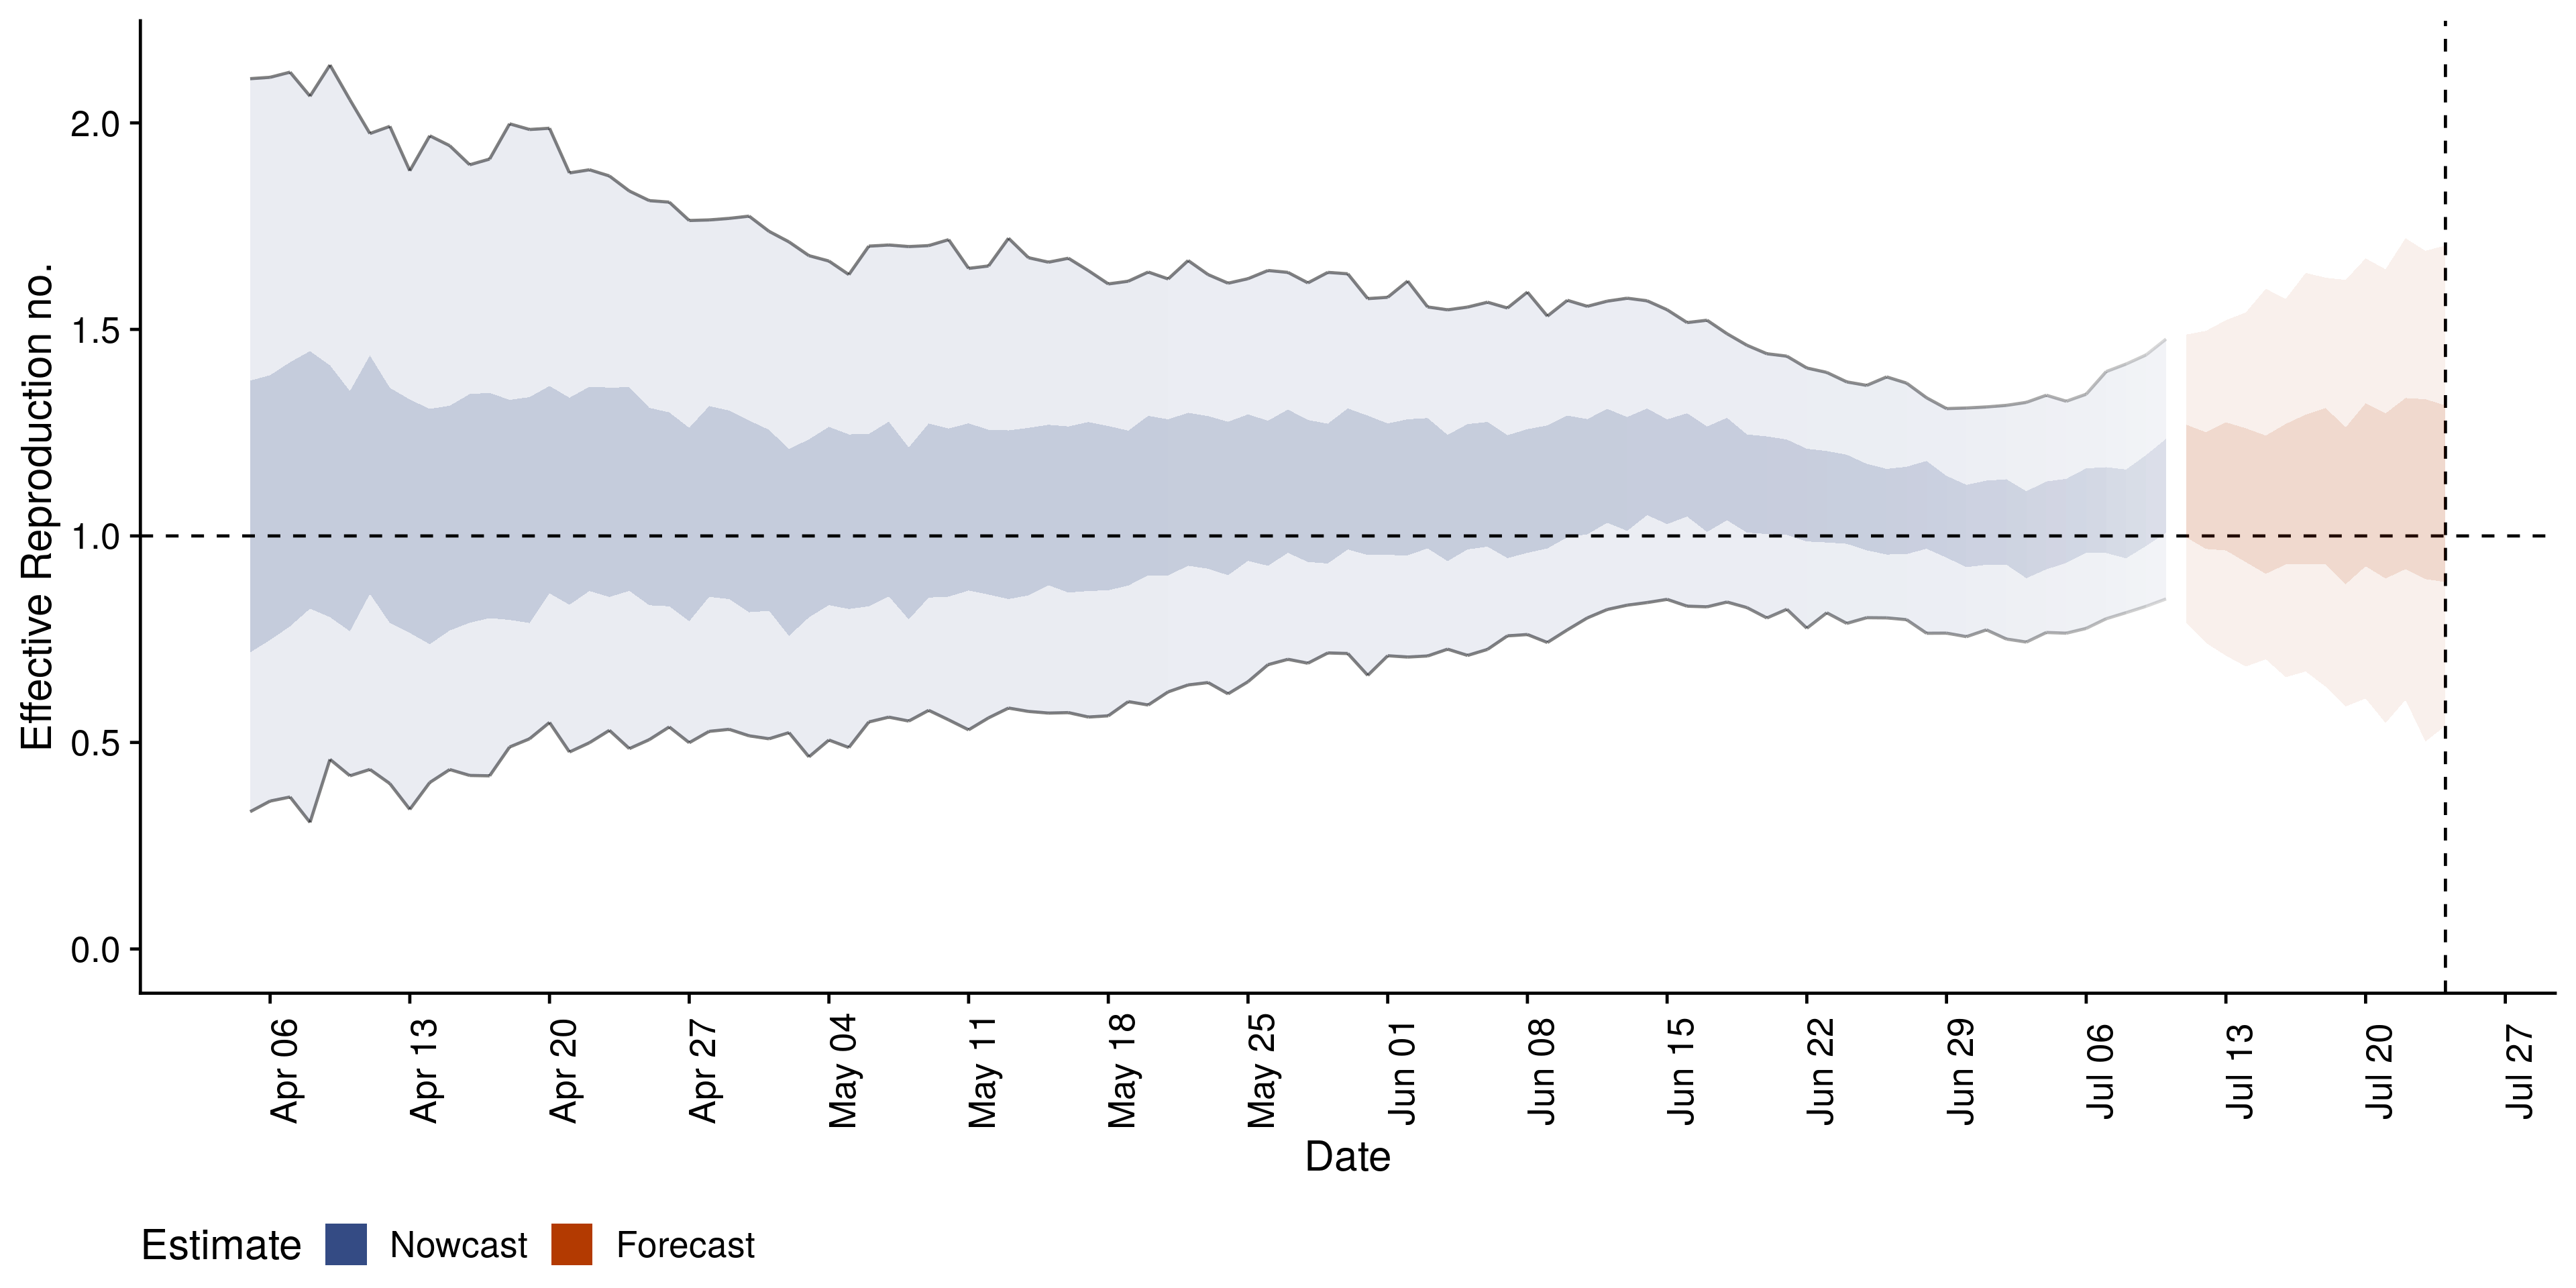 Effective Reproduction no.
2.0
1.5
1.0
0.5
0.0
Apr 06
Apr 13
Apr 20
Apr 27
May 04
May 11
May 18
May 25
Jun 01
Jun 08
Jun 15
Jun 22
Jun 29
Jul 06
Jul 13
Jul 20
Jul 27
Date
Estimate Nowcast Forecast